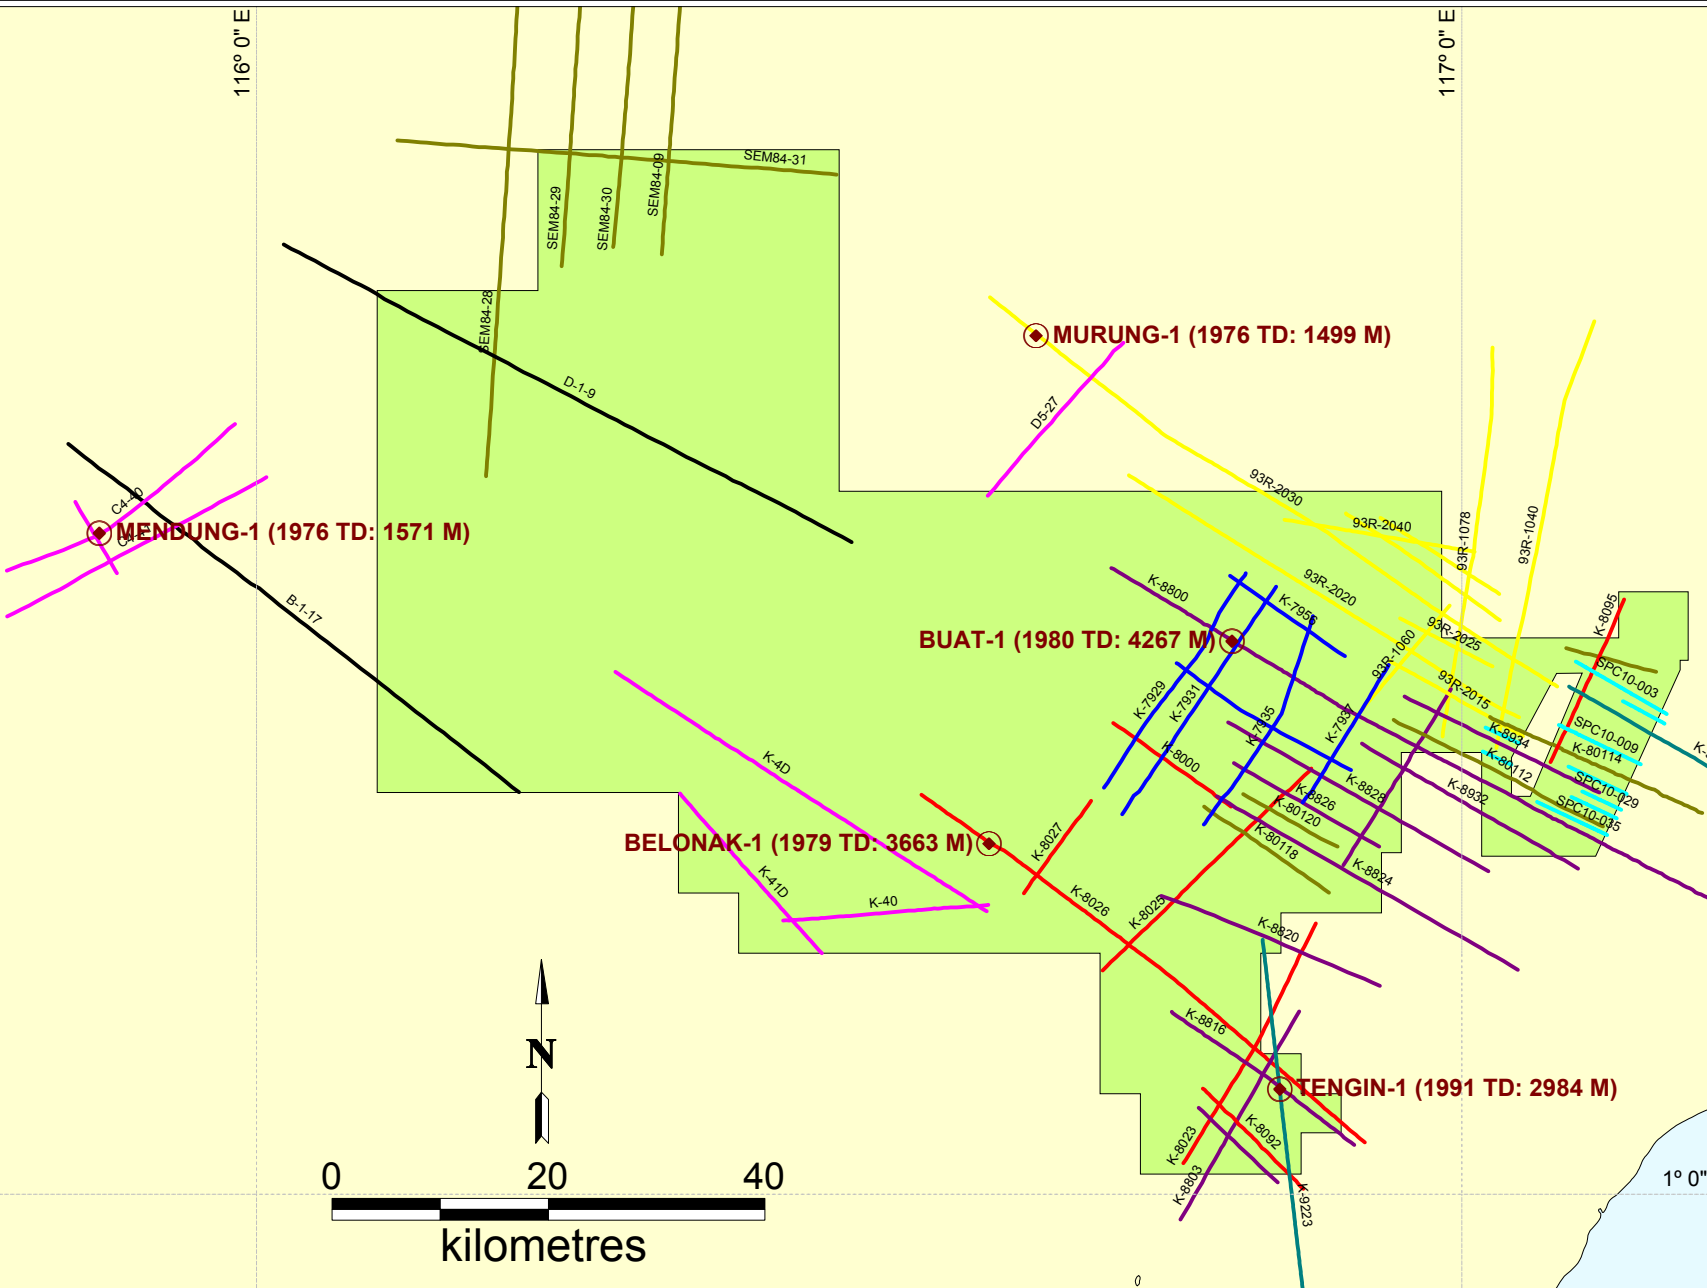 116° 0" E
117° 0" E
SEM84-31
SEM84-09
SEM84-29
SEM84-30
SEM84-28
MURUNG-1 (1976 TD: 1499 M)
D-1-9
D5-27
93R-2030
C4-40
93R-2040
93R-1078
93R-1040
MENDUNG-1 (1976 TD: 1571 M)
B-1-17
K-8800
93R-2020
K-7956
K-8095
BUAT-1 (1980 TD: 4267 M)
93R-2025
93R-1060
SPC10-003
K-7929
K-7931
93R-2015
K-7935
K-7937
K-8934
SPC10-009
K-80114
K-4D
K-8000
K-80112
K-8828
K-8932
SPC10-029
K-8826
K-80120
SPC10-035
BELONAK-1 (1979 TD: 3663 M)
K-8027
K-80118
K-8824
K-41D
K-40
K-8026
K-8025
K-8820
K-8816
N
TENGIN-1 (1991 TD: 2984 M)
K-8023
K-8092
K-8803
K-9223
1° 0"
0 20 40
kilometres